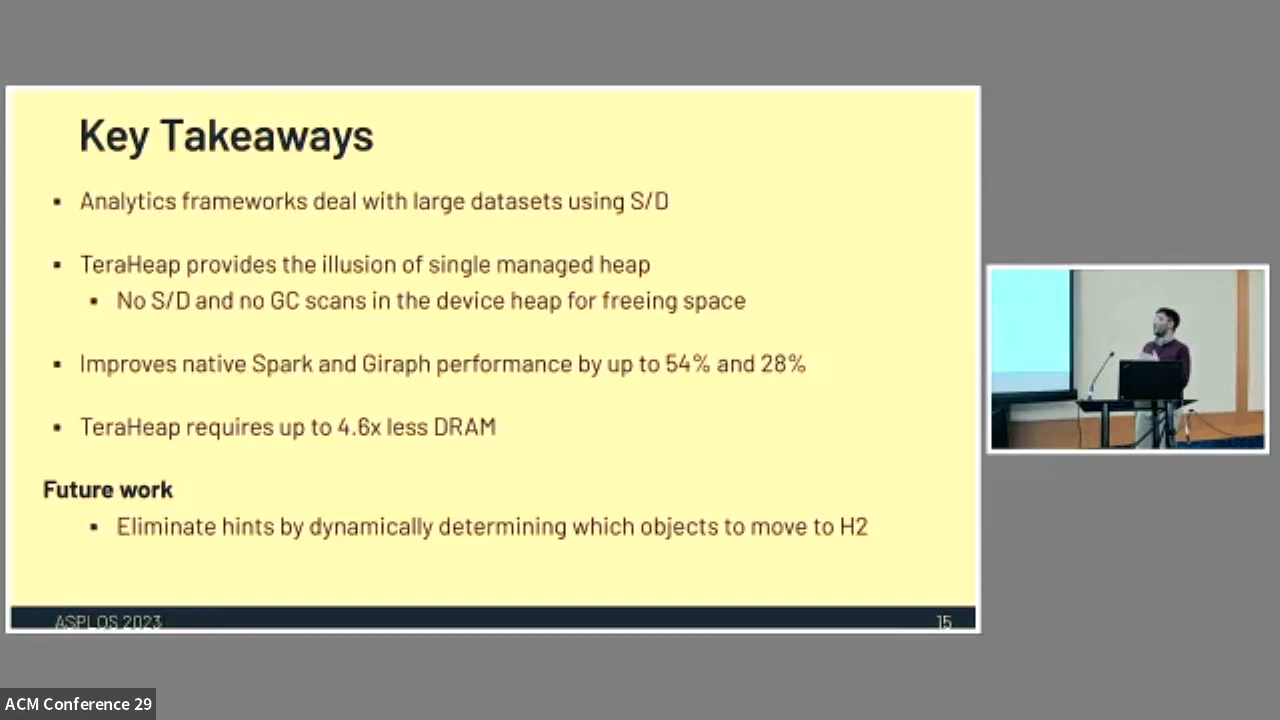 Key Takeaways
▪ Analytics frameworks deal with large datasets using S/D
▪ TeraHeap provides the illusion of single managed heap
▪ No S/D and no GC scans in the device heap for freeing space
▪ Improves native Spark and Giraph performance by up to 54% and 28%
▪ TeraHeap requires up to 4.6x less DRAM
Future work
▪ Eliminate hints by dynamically determining which objects to move to H2
ASPLOS 2023
15
ACM Conference 29